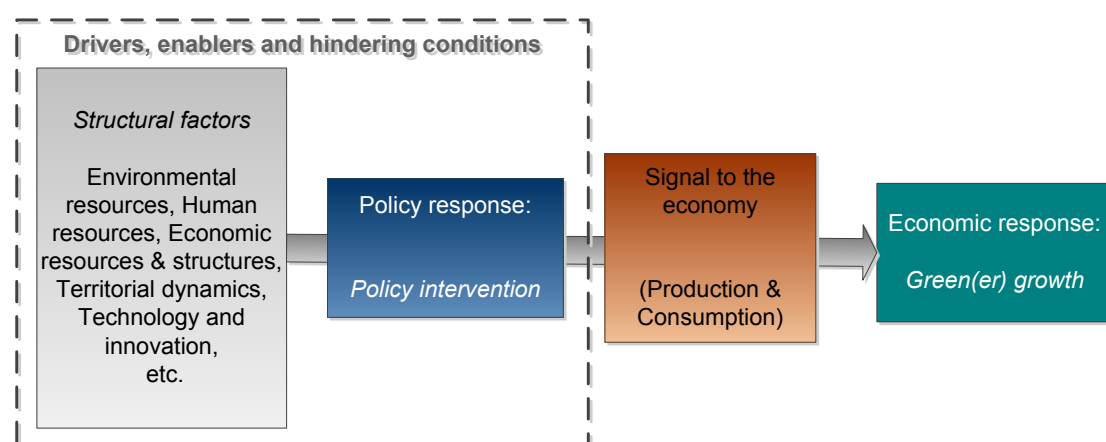 Drivers, enablers and hindering conditions
Structural factors
Environmental
resources, Human
resources, Economic
resources & structures,
Territorial dynamics,
Technology and
innovation,
etc.
Policy response:
Policy intervention
Signal to the
economy
(Production &
Consumption)
Economic response:
Green(er) growth